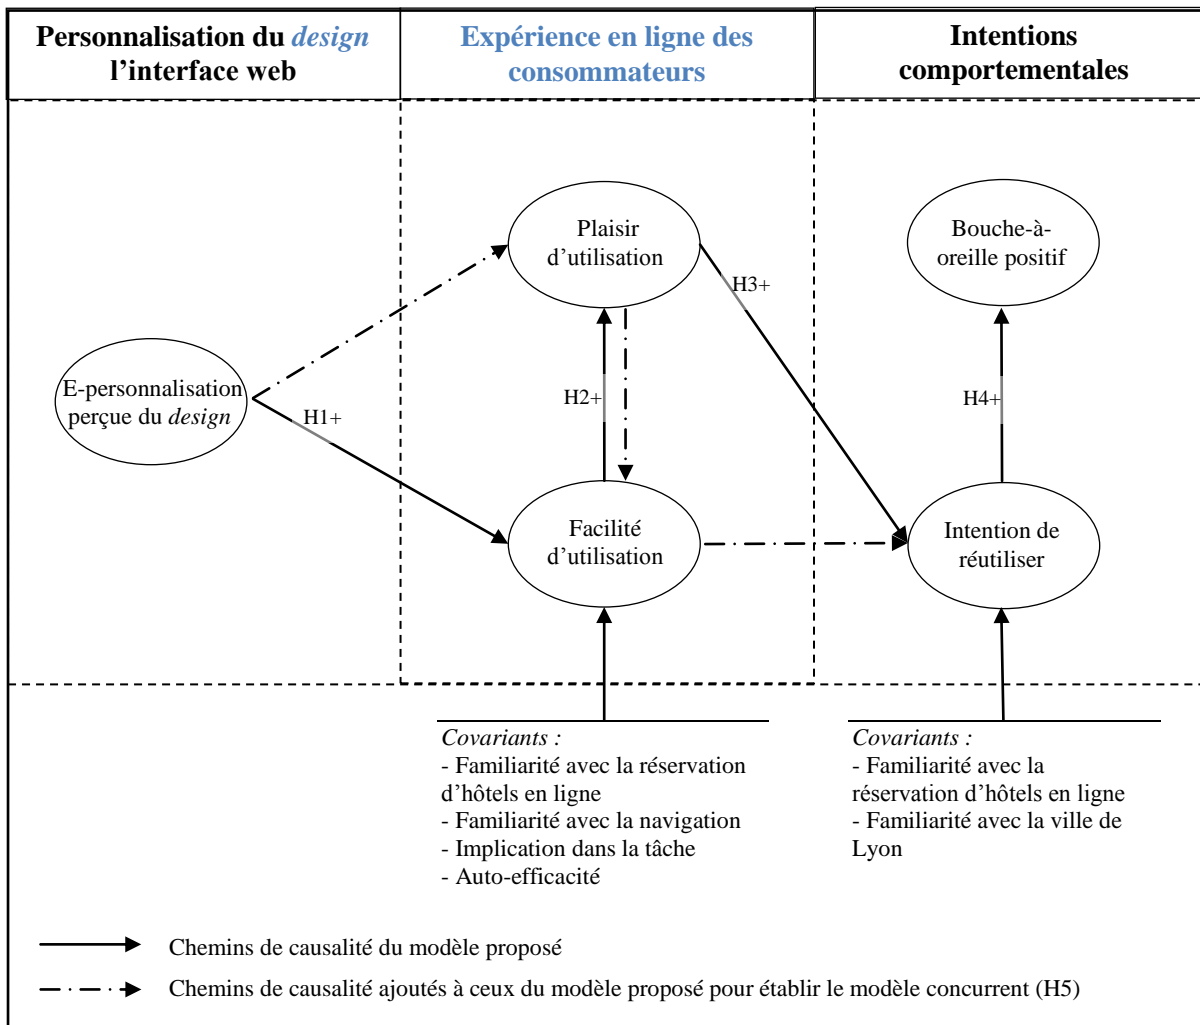 Personnalisation du design
l’interface web
Expérience en ligne des
consommateurs
Intentions
comportementales
Plaisir
d’utilisation
Bouche-à-
oreille positif
H3+
E-personnalisation
perçue du design
H1+
H2+
H4+
Facilité
d’utilisation
Intention de
réutiliser
Covariants :
- Familiarité avec la réservation
d’hôtels en ligne
- Familiarité avec la navigation
- Implication dans la tâche
- Auto-efficacité
Covariants :
- Familiarité avec la
réservation d’hôtels en ligne
- Familiarité avec la ville de
Lyon
Chemins de causalité du modèle proposé
Chemins de causalité ajoutés à ceux du modèle proposé pour établir le modèle concurrent (H5)